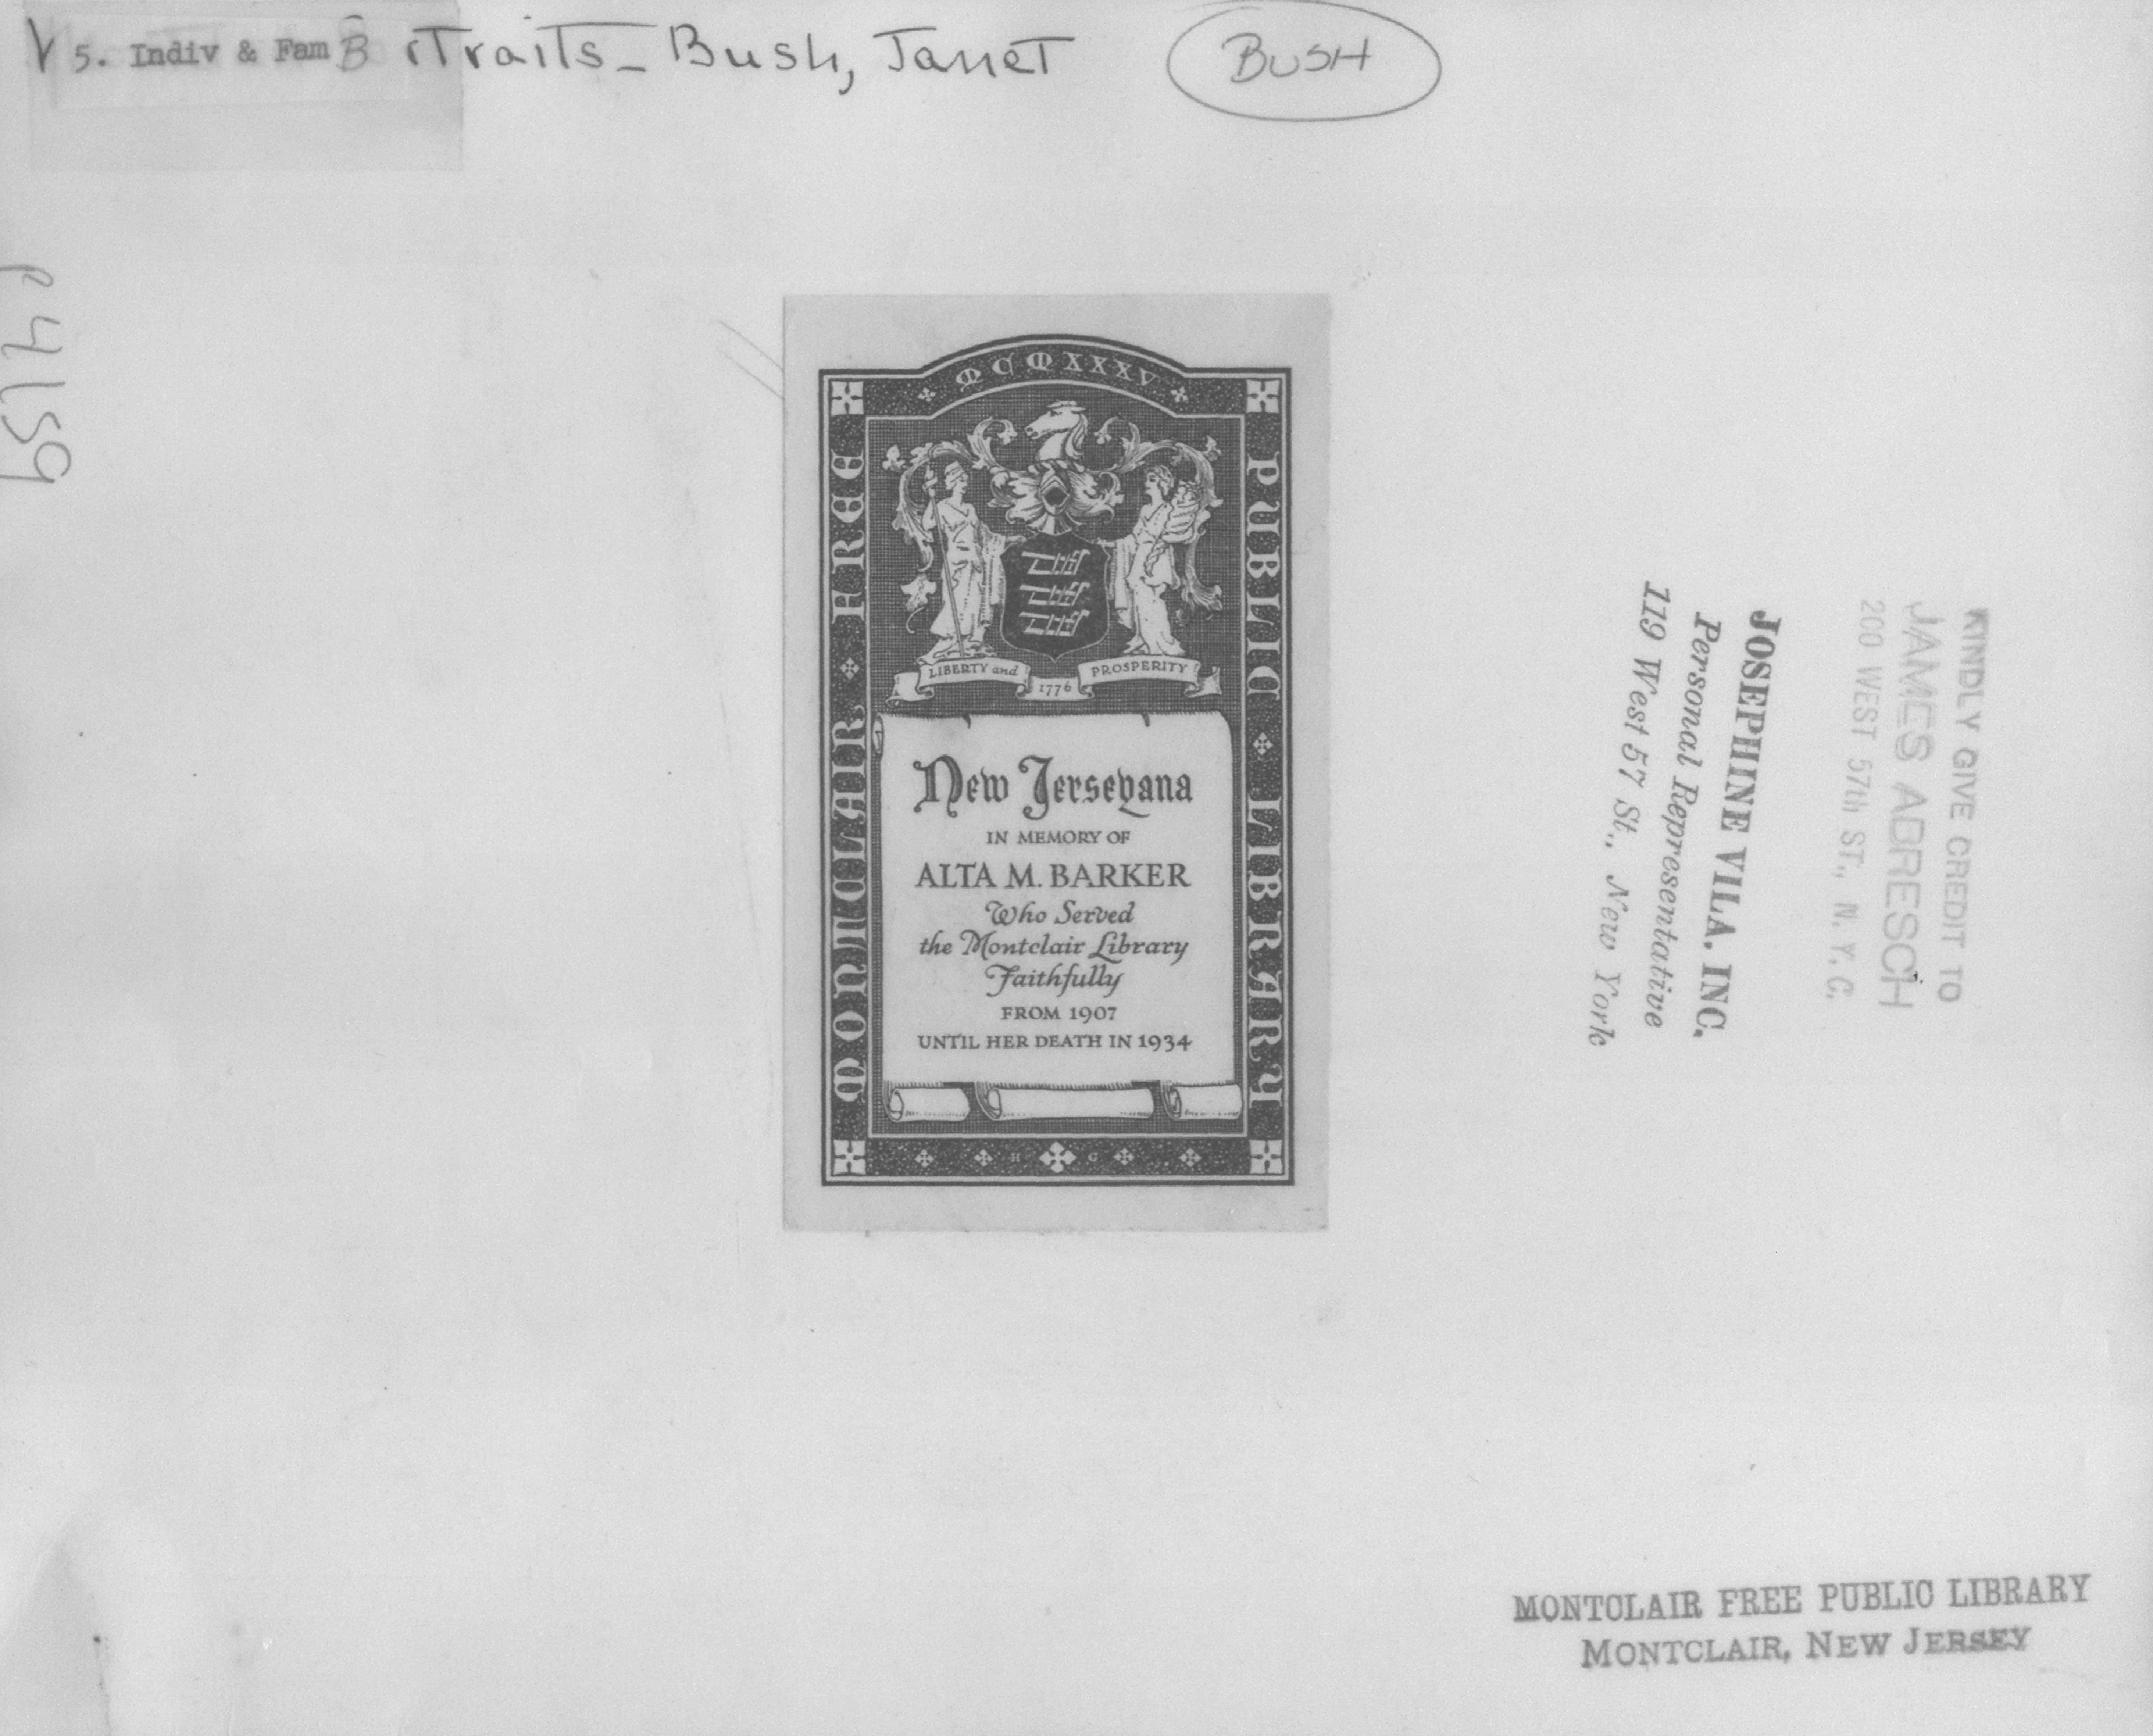 V 5. Indiv & Fam B rTraits - Bush, Janet
BUSH
P4159
MCMXXXV
MONTCLAIR FREE
PUBLIC LIBRARY
LIBERTY and
1776
PROSPERITY
New Jerseyana
IN MEMORY OF
ALTA M. BARKER
Who Served
the Montclair Library
Faithfully
FROM 1907
UNTIL HER DEATH IN 1934
H G
KINDLY GIVE CREDIT TO
JAMES ABRESCH
200 WEST 57th ST., N.Y.C.
JOSEPHINE VILA, INC.
Personal Representative
119 West 57 St., New York
MONTCLAIR FREE PUBLIC LIBRARY
MONTCLAIR, NEW JERSEY